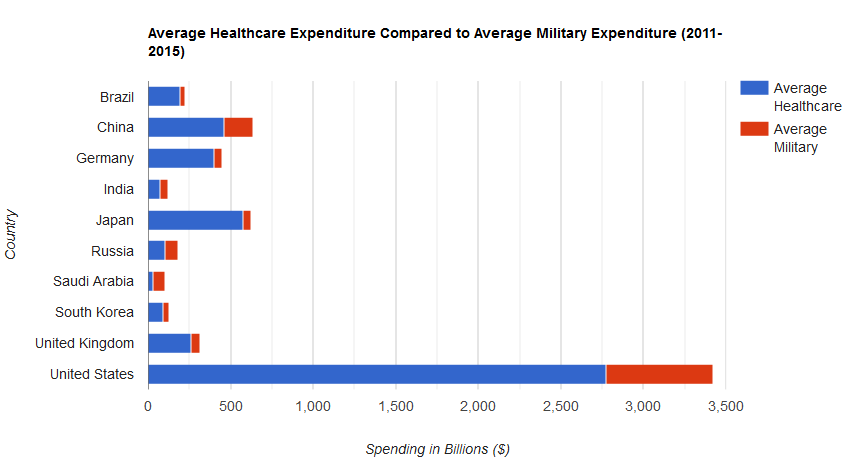 Average Healthcare Expenditure Compared to Average Military Expenditure (2011-
2015)
Average
Healthcare
Average
Military
Country
Brazil
China
Germany
India
Japan
Russia
Saudi Arabia
South Korea
United Kingdom
United States
0 500 1,000 1,500 2,000 2,500 3,000 3,500
Spending in Billions ($)